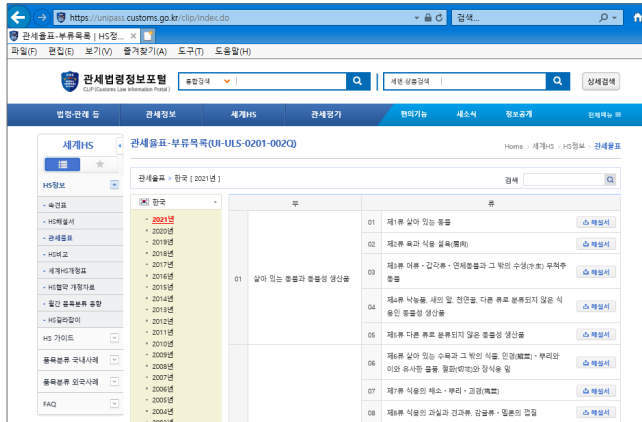 https://unipass.customs.go.kr/clip/index.do
검색...
관세율표-부류목록 | HS정...
파일(F) 편집(E) 보기(V) 즐겨찾기(A) 도구(T) 도움말(H)
관세법령정보포털
CLIP (Customs Law Information Portal)
통합검색
세번·상품검색
상세검색
법령·판례 등 관세정보 세계HS 관세평가 편의기능 새소식 정보공개 전체메뉴
세계HS
관세율표-부류목록(UI-ULS-0201-002Q)
Home > 세계HS > HS정보 > 관세율표
HS정보
- 속견표
- HS해설서
- 관세율표
- HS비교
- 세계HS개정표
- HS협약 개정자료
- 월간 품목분류 동향
- HS길라잡이
HS 가이드
품목분류 국내사례
품목분류 외국사례
FAQ
관세율표 > 한국 [ 2021년 ]
검색
한국
2021년
2020년
2019년
2018년
2017년
2016년
2015년
2014년
2013년
2012년
2011년
2010년
2009년
2008년
2007년
2006년
2005년
2004년
부 류
01 살아 있는 동물과 동물성 생산품
01 제1류 살아 있는 동물 해설서
02 제2류 육과 식용 설육(屑肉) 해설서
03 제3류 어류ㆍ갑각류ㆍ연체동물과 그 밖의 수생(水生) 무척추
동물 해설서
04 제4류 낙농품, 새의 알, 천연꿀, 다른 류로 분류되지 않은 식
용인 동물성 생산품 해설서
05 제5류 다른 류로 분류되지 않은 동물성 생산품 해설서
06 제6류 살아 있는 수목과 그 밖의 식물, 인경(鱗莖)ㆍ뿌리와
이와 유사한 물품, 절화(切花)와 장식용 잎 해설서
07 제7류 식용의 채소ㆍ뿌리ㆍ괴경(塊莖) 해설서
08 제8류 식용의 과실과 견과류, 감귤류ㆍ멜론의 껍질 해설서